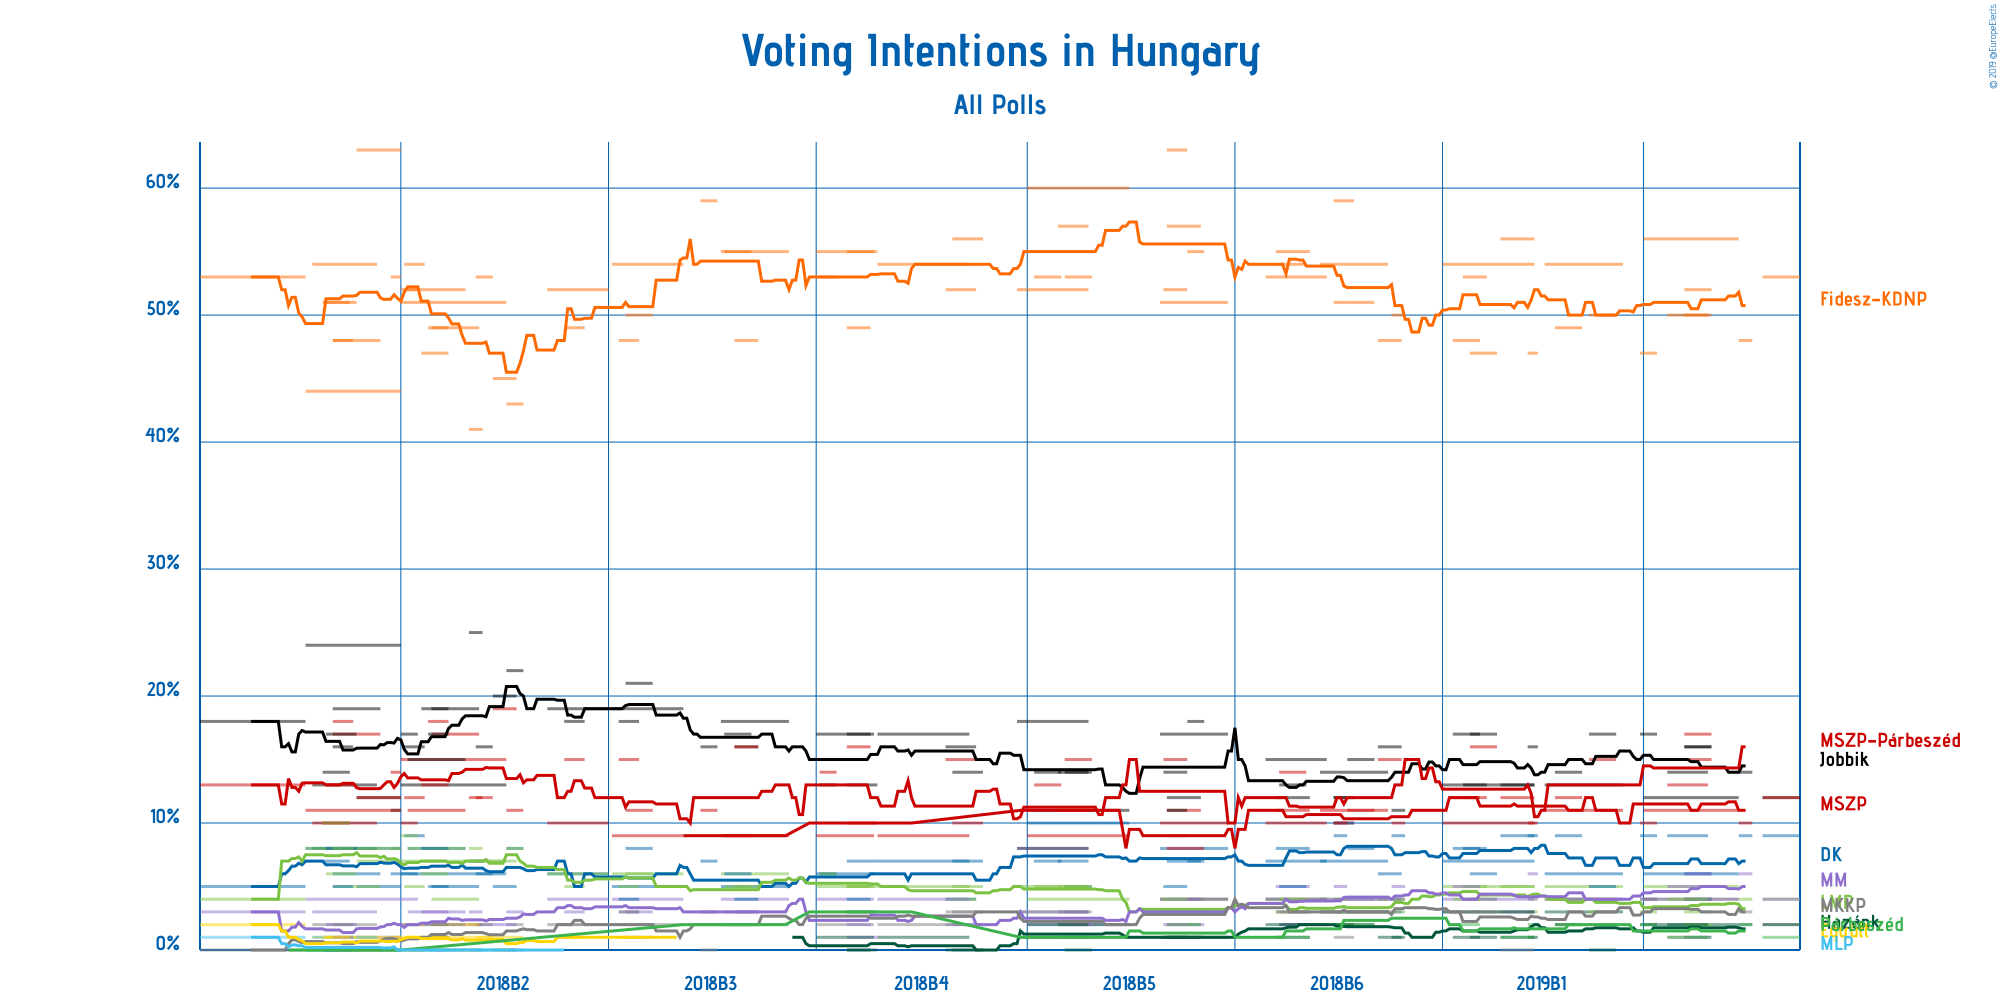 © 2019 @EuropeElects
Voting Intentions in Hungary
All Polls
60%
50%
40%
30%
20%
10%
0%
Fidesz-KDNP
MSZP-Párbeszéd
Jobbik
MSZP
DK
MM
MKKP
MLP
2018B2
2018B3
2018B4
2018B5
2018B6
2019B1